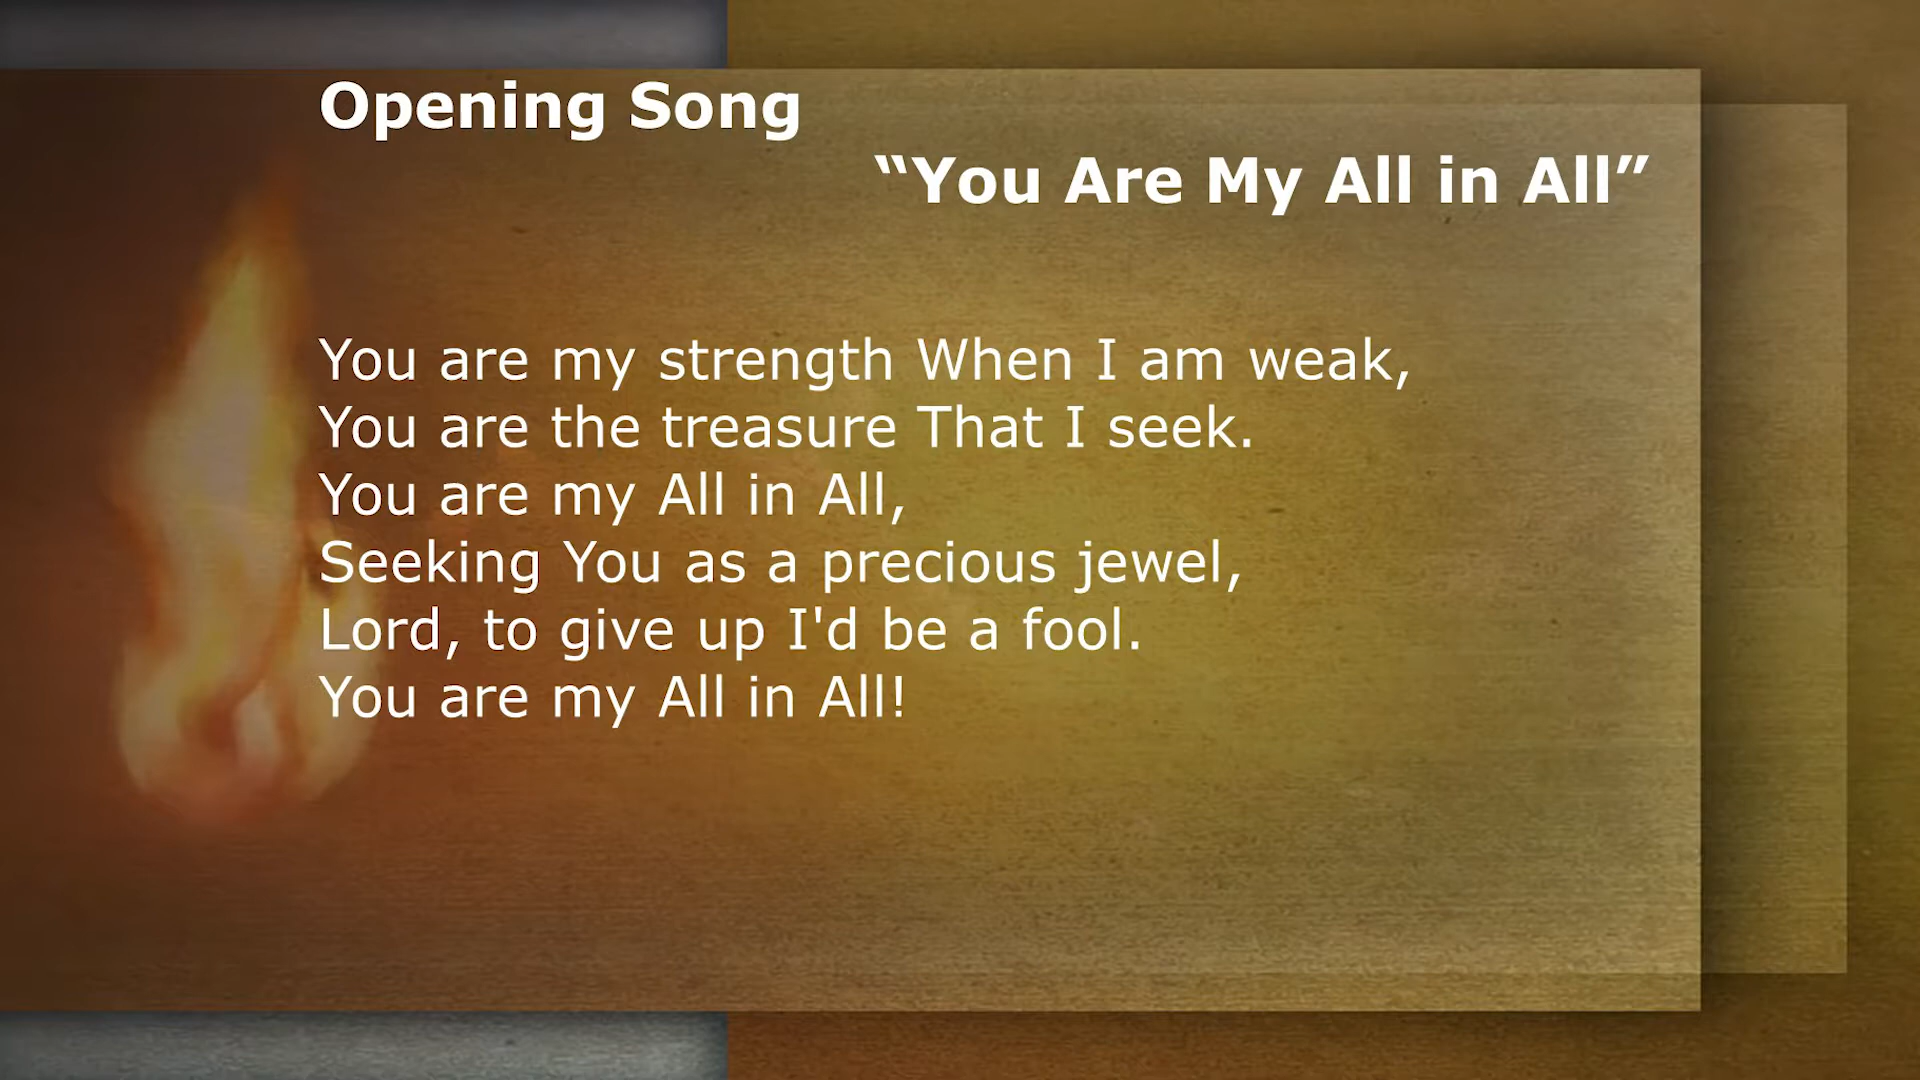 Opening Song
“You Are My All in All”
You are my strength When I am weak,
You are the treasure That I seek.
You are my All in All,
Seeking You as a precious jewel,
Lord, to give up I'd be a fool.
You are my All in All!